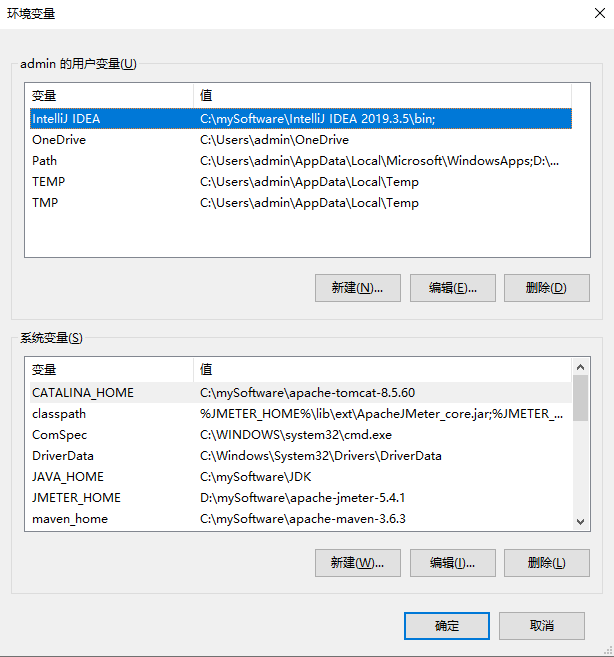 环境变量
admin 的用户变量(U)
变量 值
IntelliJ IDEA C:\mySoftware\IntelliJ IDEA 2019.3.5\bin;
OneDrive C:\Users\admin\OneDrive
Path C:\Users\admin\AppData\Local\Microsoft\WindowsApps;D:\...
TEMP C:\Users\admin\AppData\Local\Temp
TMP C:\Users\admin\AppData\Local\Temp
新建(N)... 编辑(E)... 删除(D)
系统变量(S)
变量 值
CATALINA_HOME C:\mySoftware\apache-tomcat-8.5.60
classpath %JMETER_HOME%\lib\ext\ApacheJMeter_core.jar;%JMETER_...
ComSpec C:\WINDOWS\system32\cmd.exe
DriverData C:\Windows\System32\Drivers\DriverData
JAVA_HOME C:\mySoftware\JDK
JMETER_HOME D:\mySoftware\apache-jmeter-5.4.1
maven_home C:\mySoftware\apache-maven-3.6.3
新建(W)... 编辑(I)... 删除(L)
确定 取消